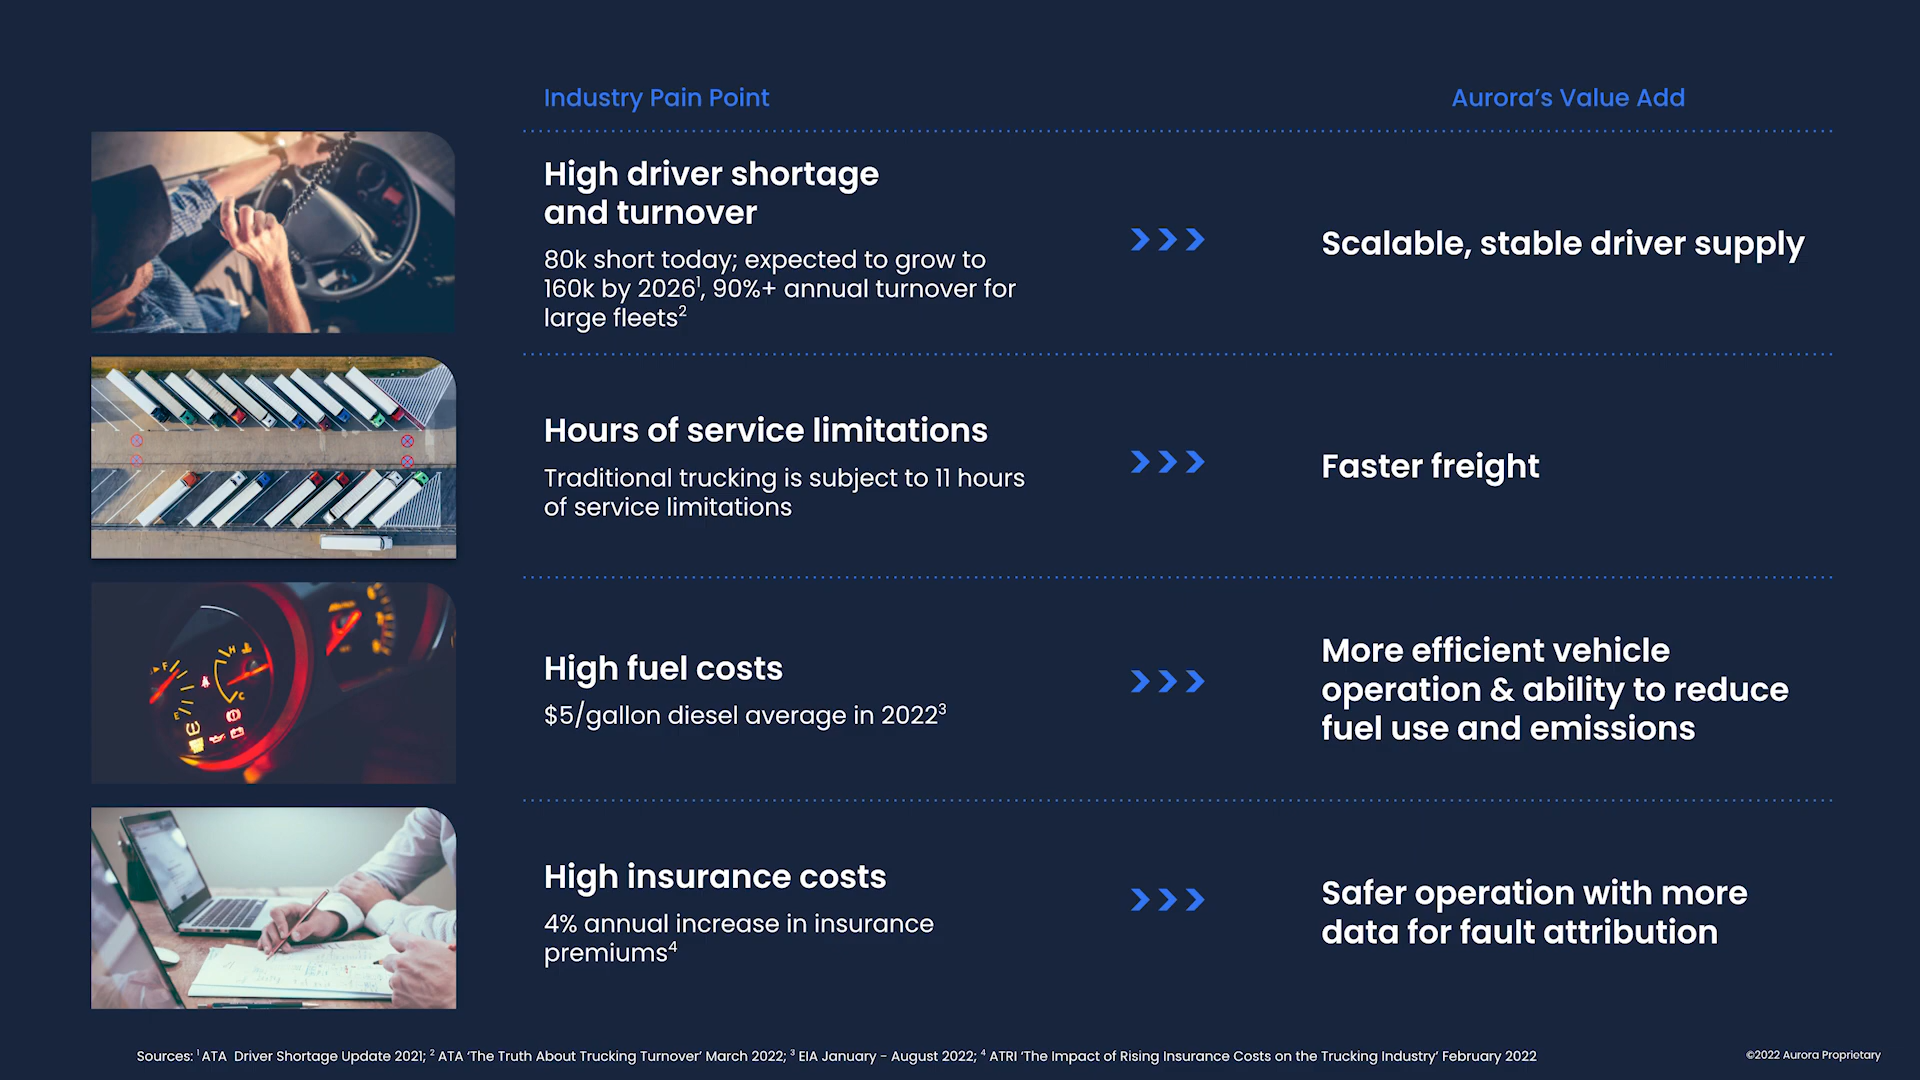 Industry Pain Point
Aurora’s Value Add
High driver shortage
and turnover
80k short today; expected to grow to
160k by 2026¹, 90%+ annual turnover for
large fleets²
Scalable, stable driver supply
Hours of service limitations
Traditional trucking is subject to 11 hours
of service limitations
Faster freight
High fuel costs
$5/gallon diesel average in 2022³
More efficient vehicle
operation & ability to reduce
fuel use and emissions
High insurance costs
4% annual increase in insurance
premiums⁴
Safer operation with more
data for fault attribution
Sources: ¹ ATA Driver Shortage Update 2021; ² ATA ‘The Truth About Trucking Turnover’ March 2022; ³ EIA January - August 2022; ⁴ ATRI ‘The Impact of Rising Insurance Costs on the Trucking Industry’ February 2022
©2022 Aurora Proprietary
F
E
H
C